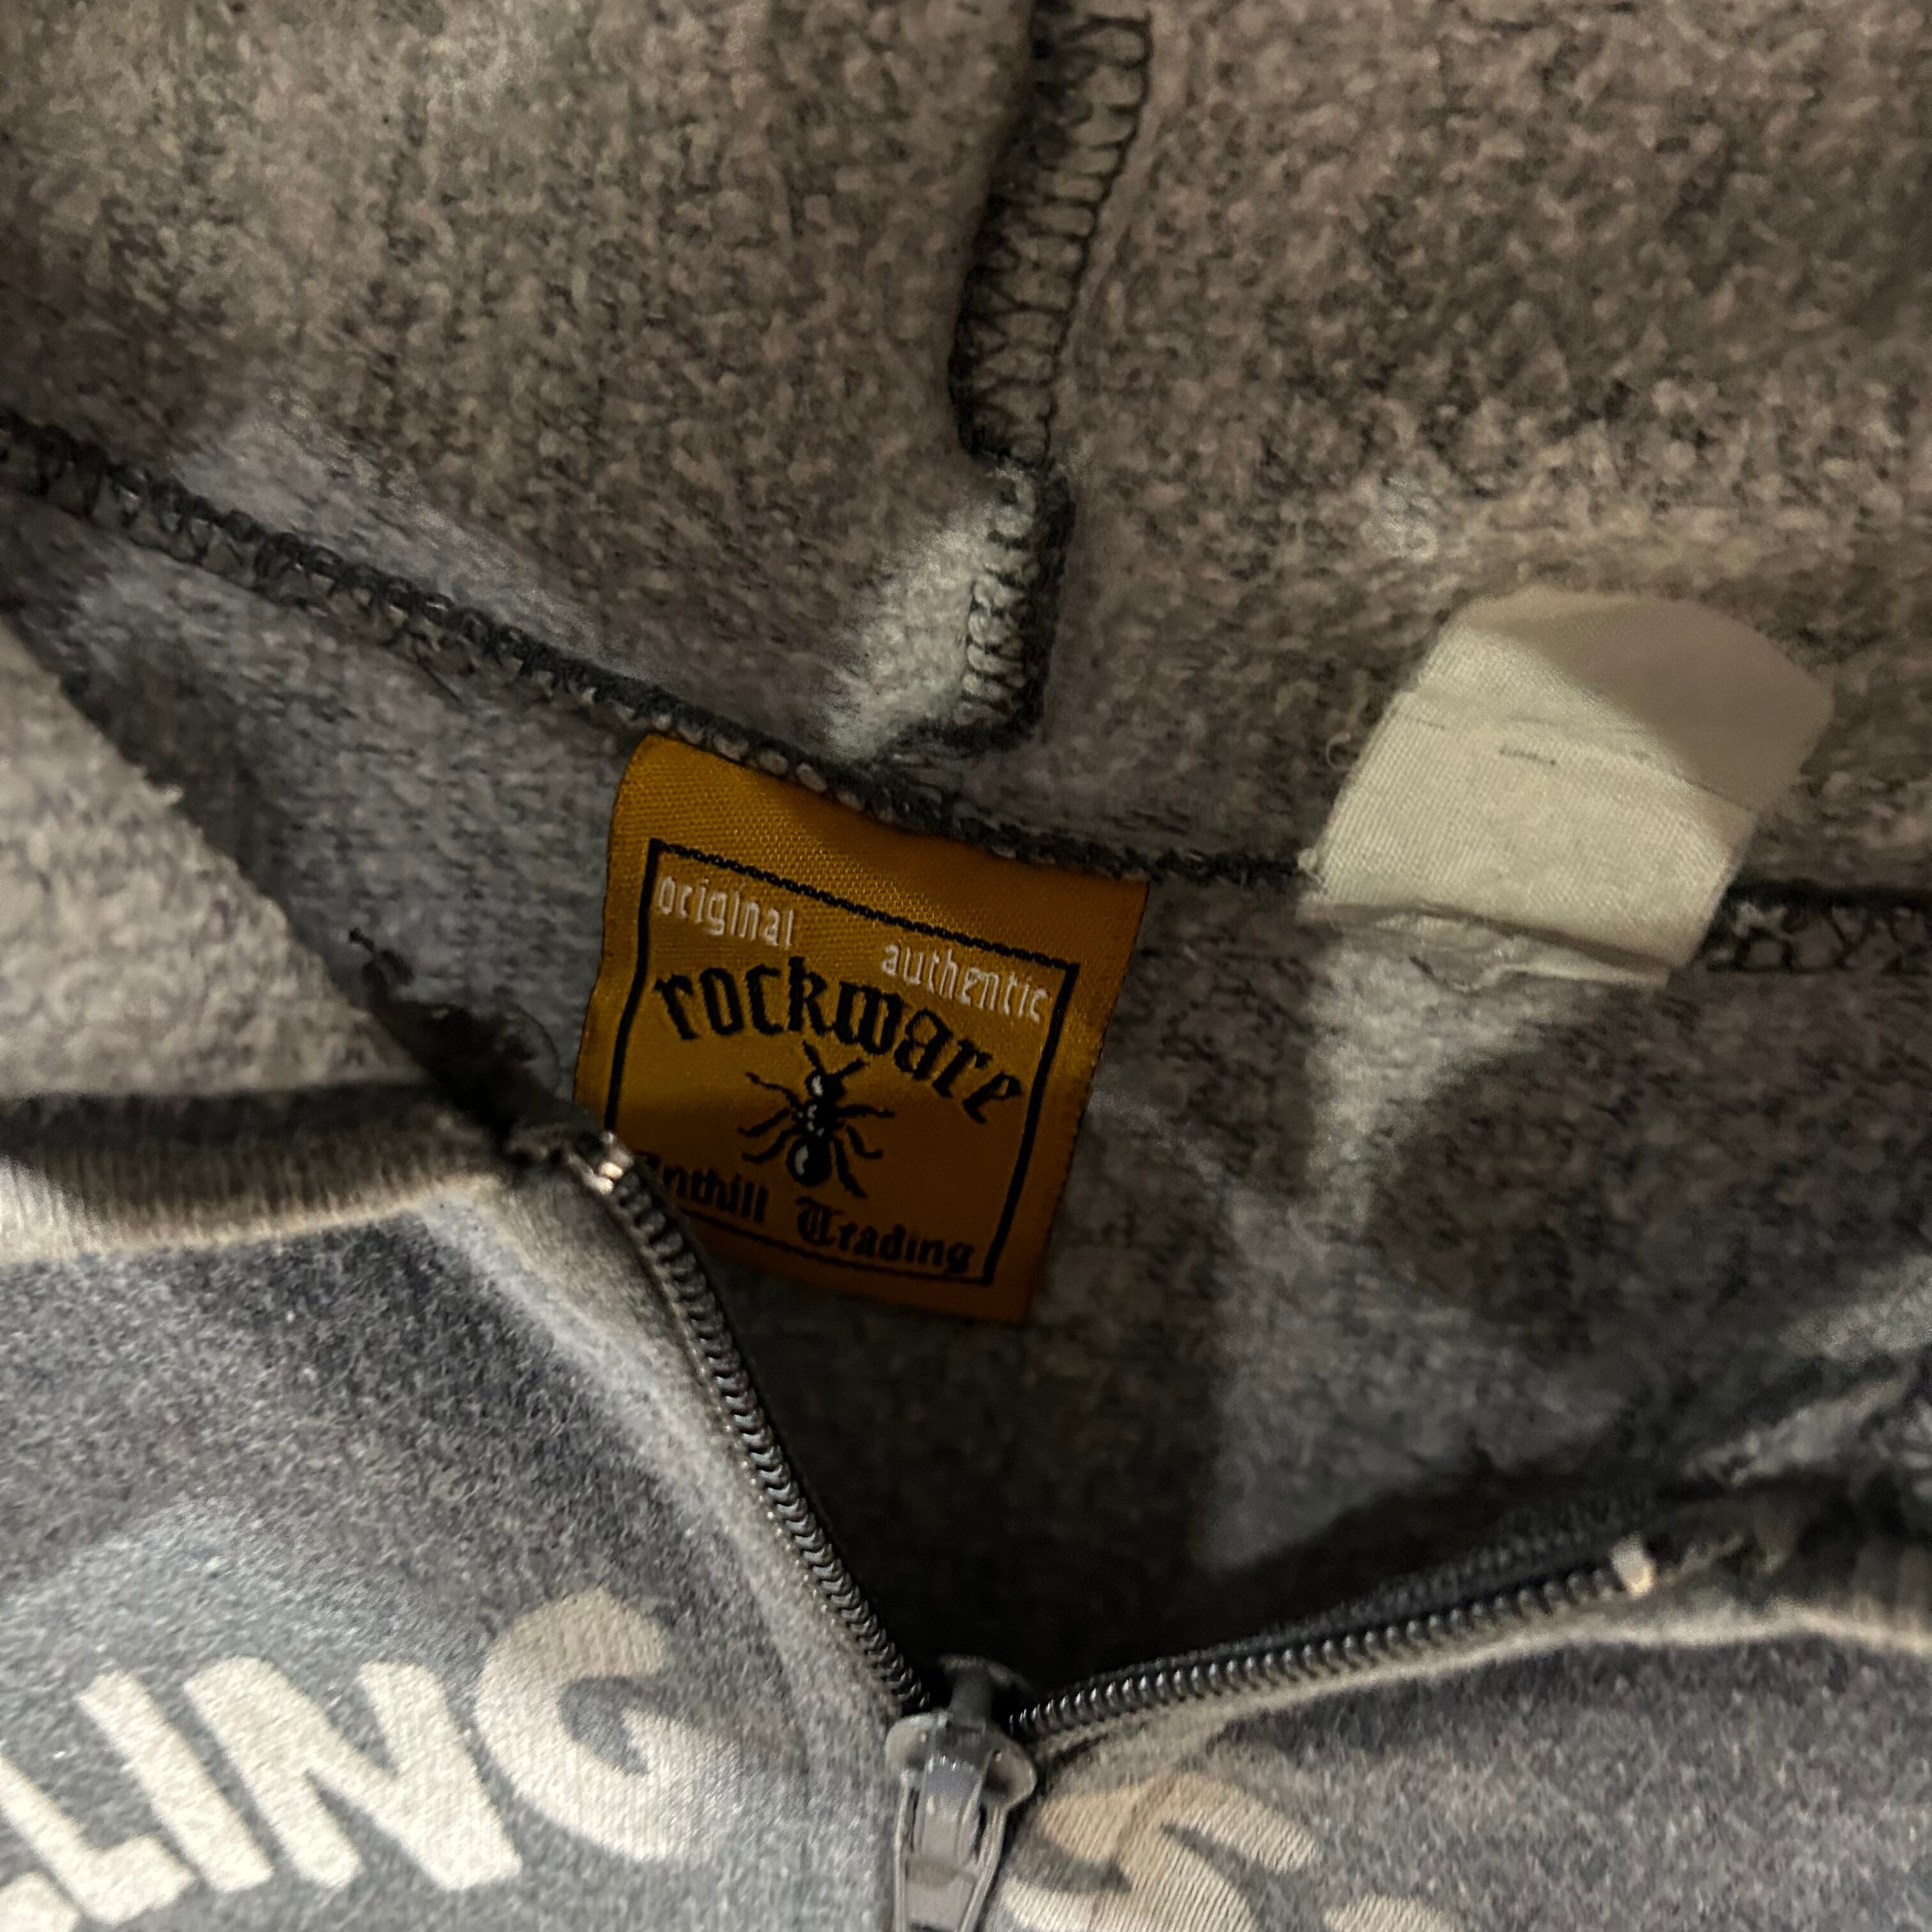 original authentic
rockware
Anthill Trading
LING S